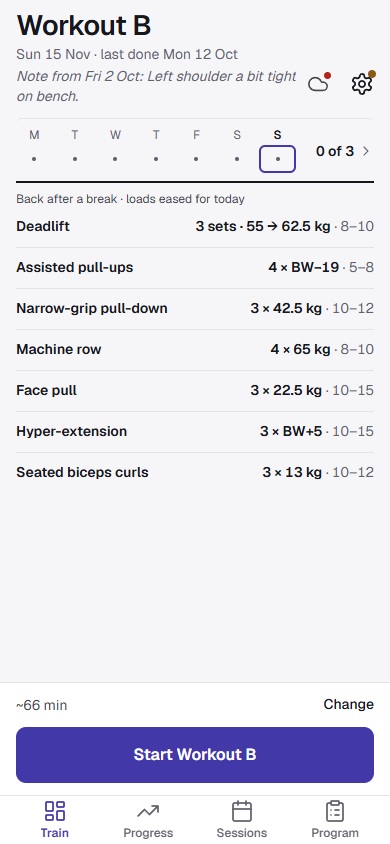 Workout B
Sun 15 Nov · last done Mon 12 Oct
Note from Fri 2 Oct: Left shoulder a bit tight
on bench.
M T W T F S S
0 of 3
Back after a break · loads eased for today
Deadlift 3 sets · 55 → 62.5 kg · 8–10
Assisted pull-ups 4 × BW−19 · 5–8
Narrow-grip pull-down 3 × 42.5 kg · 10–12
Machine row 4 × 65 kg · 8–10
Face pull 3 × 22.5 kg · 10–15
Hyper-extension 3 × BW+5 · 10–15
Seated biceps curls 3 × 13 kg · 10–12
~66 min Change
Start Workout B
Train Progress Sessions Program